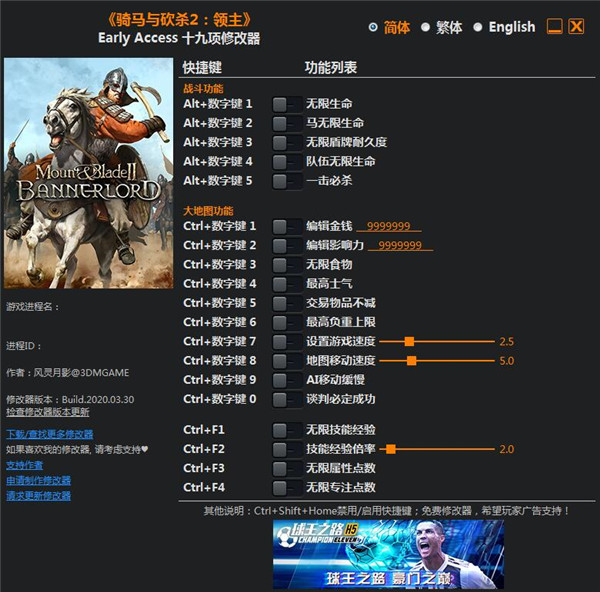 《骑马与砍杀2：领主》
Early Access 十九项修改器
简体 繁体 English
快捷键 功能列表
战斗功能
Alt+数字键 1 无限生命
Alt+数字键 2 马无限生命
Alt+数字键 3 无限盾牌耐久度
Alt+数字键 4 队伍无限生命
Alt+数字键 5 一击必杀
大地图功能
Ctrl+数字键 1 编辑金钱 9999999
Ctrl+数字键 2 编辑影响力 9999999
Ctrl+数字键 3 无限食物
Ctrl+数字键 4 最高士气
Ctrl+数字键 5 交易物品不减
Ctrl+数字键 6 最高负重上限
Ctrl+数字键 7 设置游戏速度 2.5
Ctrl+数字键 8 地图移动速度 5.0
Ctrl+数字键 9 AI移动缓慢
Ctrl+数字键 0 谈判必定成功
Ctrl+F1 无限技能经验
Ctrl+F2 技能经验倍率 2.0
Ctrl+F3 无限属性点数
Ctrl+F4 无限专注点数
Mount&Blade II
BANNERLORD
游戏进程名：
进程ID：
作者：风灵月影@3DMGAME
修改器版本：Build.2020.03.30
检查修改器版本更新
下载/查找更多修改器
如果喜欢我的修改器, 请考虑支持♥
支持作者
申请制作修改器
请求更新修改器
其他说明：Ctrl+Shift+Home禁用/启用快捷键；免费修改器，希望玩家广告支持！
球王之路 H5
CHAMPION ELEVEN
球王之路 豪门之巅